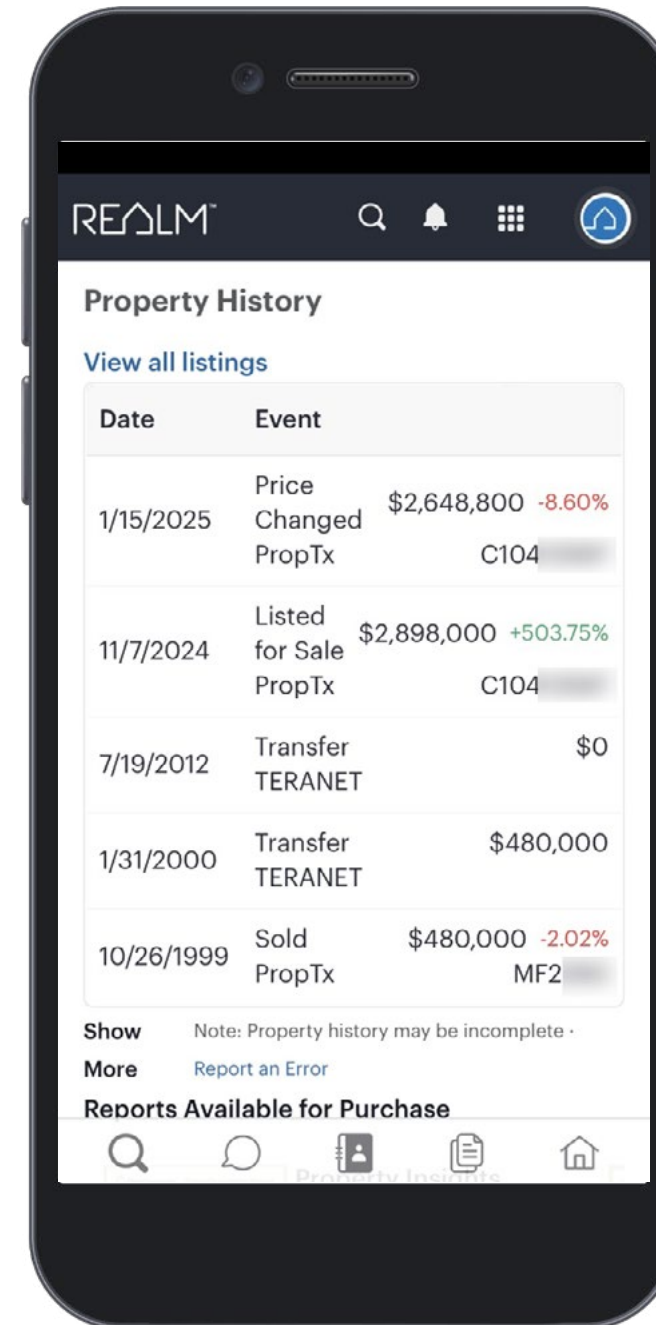 REALM™
Property History
View all listings
Date Event
1/15/2025 Price Changed PropTx $2,648,800 -8.60% C104
11/7/2024 Listed for Sale PropTx $2,898,000 +503.75% C104
7/19/2012 Transfer TERANET $0
1/31/2000 Transfer TERANET $480,000
10/26/1999 Sold PropTx $480,000 -2.02% MF2
Show More Note: Property history may be incomplete ·
Report an Error
Reports Available for Purchase
Property Insights